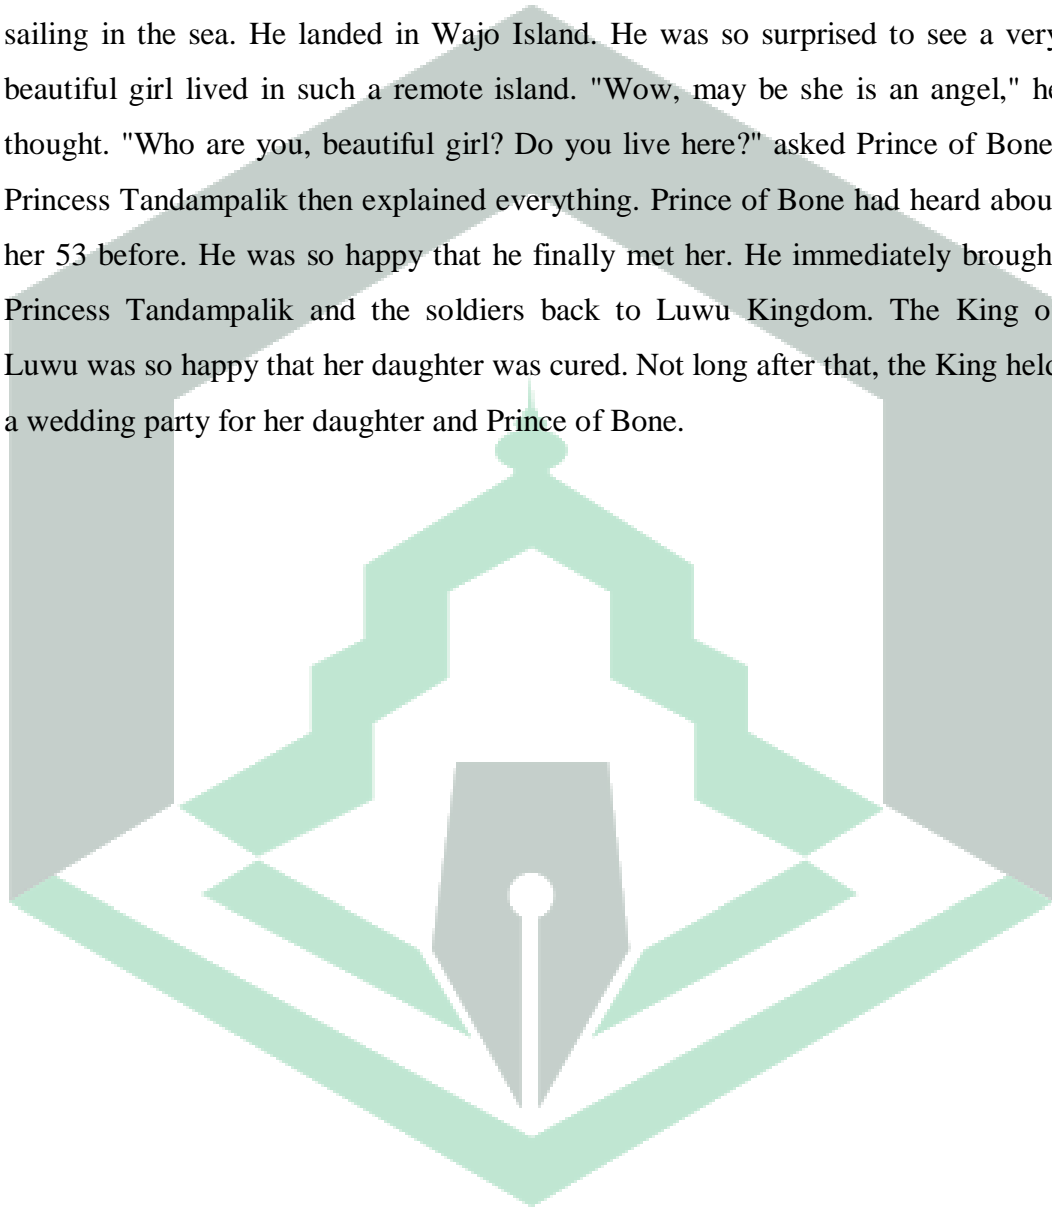 sailing in the sea. He landed in Wajo Island. He was so surprised to see a very
beautiful girl lived in such a remote island. "Wow, may be she is an angel," he
thought. "Who are you, beautiful girl? Do you live here?" asked Prince of Bone
Princess Tandampalik then explained everything. Prince of Bone had heard abou
her 53 before. He was so happy that he finally met her. He immediately brough
Princess Tandampalik and the soldiers back to Luwu Kingdom. The King o
Luwu was so happy that her daughter was cured. Not long after that, the King held
a wedding party for her daughter and Prince of Bone.